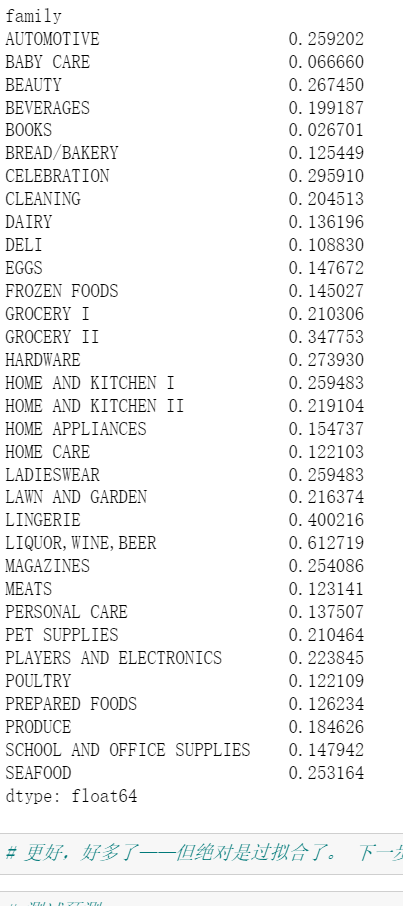 family
AUTOMOTIVE 0.259202
BABY CARE 0.066660
BEAUTY 0.267450
BEVERAGES 0.199187
BOOKS 0.026701
BREAD/BAKERY 0.125449
CELEBRATION 0.295910
CLEANING 0.204513
DAIRY 0.136196
DELI 0.108830
EGGS 0.147672
FROZEN FOODS 0.145027
GROCERY I 0.210306
GROCERY II 0.347753
HARDWARE 0.273930
HOME AND KITCHEN I 0.259483
HOME AND KITCHEN II 0.219104
HOME APPLIANCES 0.154737
HOME CARE 0.122103
LADIESWEAR 0.259483
LAWN AND GARDEN 0.216374
LINGERIE 0.400216
LIQUOR,WINE,BEER 0.612719
MAGAZINES 0.254086
MEATS 0.123141
PERSONAL CARE 0.137507
PET SUPPLIES 0.210464
PLAYERS AND ELECTRONICS 0.223845
POULTRY 0.122109
PREPARED FOODS 0.126234
PRODUCE 0.184626
SCHOOL AND OFFICE SUPPLIES 0.147942
SEAFOOD 0.253164
dtype: float64
# 更好，好多了——但绝对是过拟合了。 下一